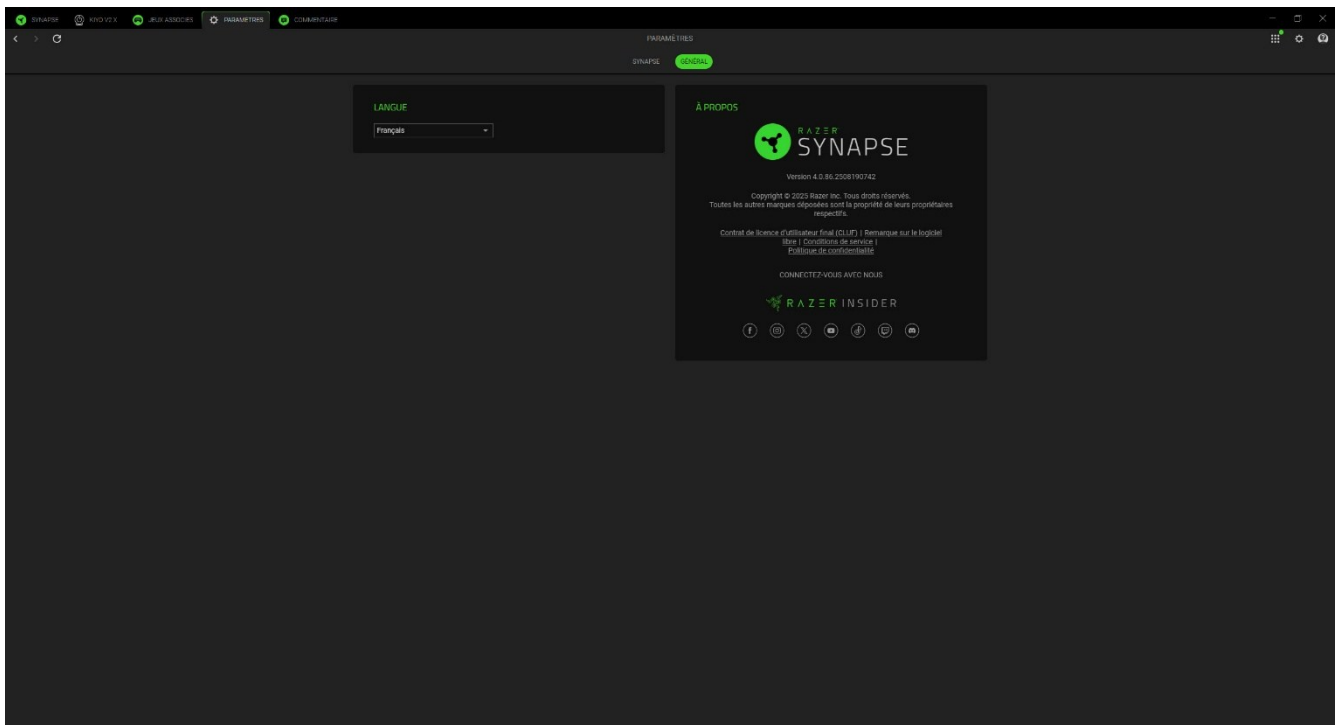 SYNAPSE
KIYO V2 X
JEUX ASSOCIÉS
PARAMÈTRES
COMMENTAIRE
PARAMÈTRES
SYNAPSE
GÉNÉRAL
LANGUE
Français
À PROPOS
RAZER
SYNAPSE
Version 4.0.86.2508190742
Copyright © 2025 Razer Inc. Tous droits réservés.
Toutes les autres marques déposées sont la propriété de leurs propriétaires
respectifs.
Contrat de licence d'utilisateur final (CLUF) | Remarque sur le logiciel
libre | Conditions de service |
Politique de confidentialité
CONNECTEZ-VOUS AVEC NOUS
RAZER INSIDER